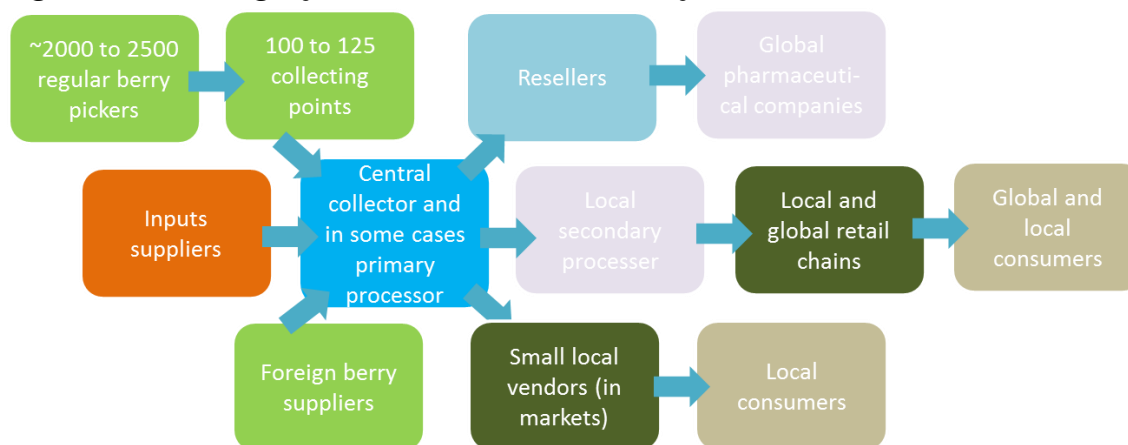 ~2000 to 2500
regular berry
pickers
100 to 125
collecting
points
Resellers
Global
pharmaceuti-
cal companies
Inputs
suppliers
Central
collector and
in some cases
primary
processor
Local
secondary
processer
Local and
global retail
chains
Global and
local
consumers
Foreign berry
suppliers
Small local
vendors (in
markets)
Local
consumers